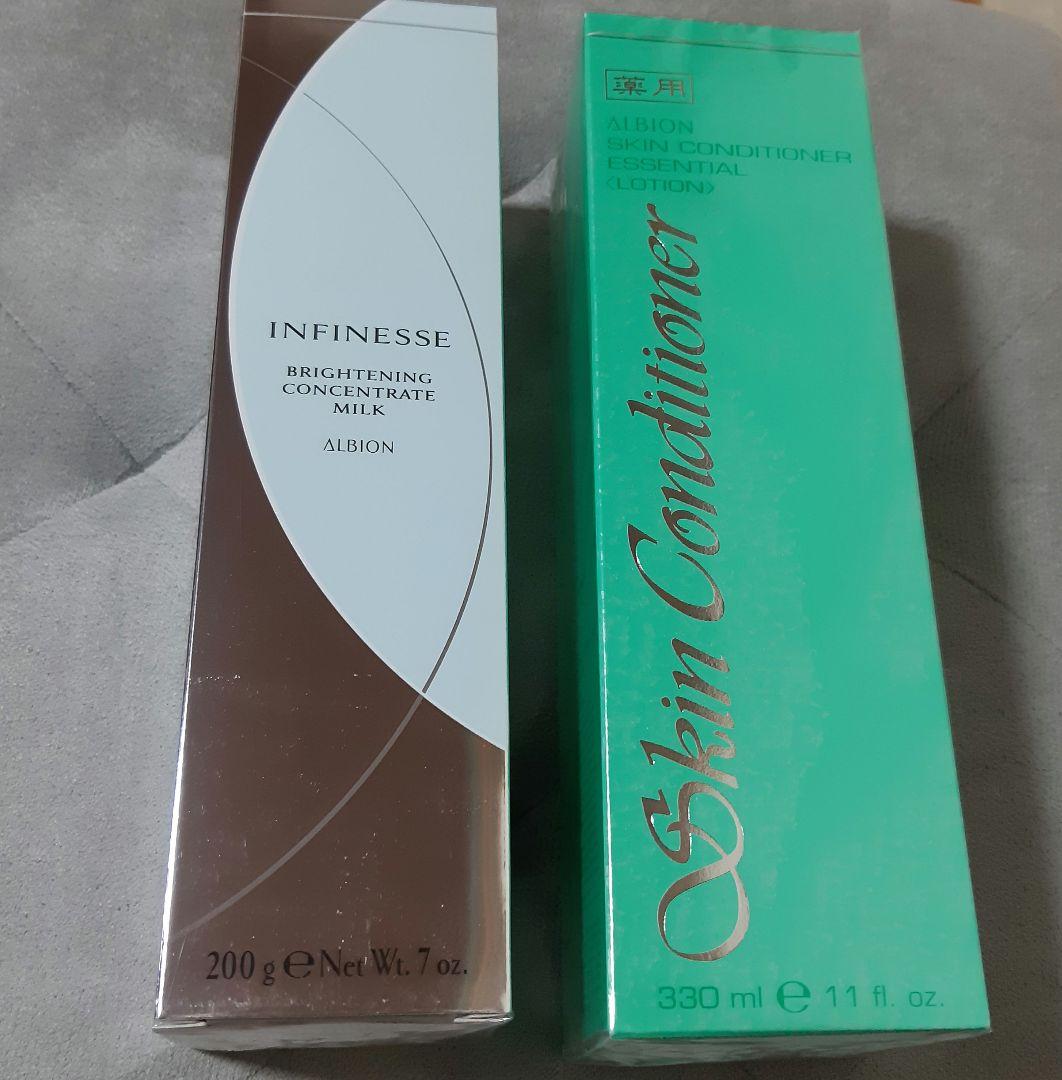 INFINESSE
BRIGHTENING
CONCENTRATE
MILK
ALBION
200 g ℮ Net Wt. 7 oz.
薬用
ALBION
SKIN CONDITIONER
ESSENTIAL
〈LOTION〉
Skin Conditioner
330 ml ℮ 11 fl. oz.